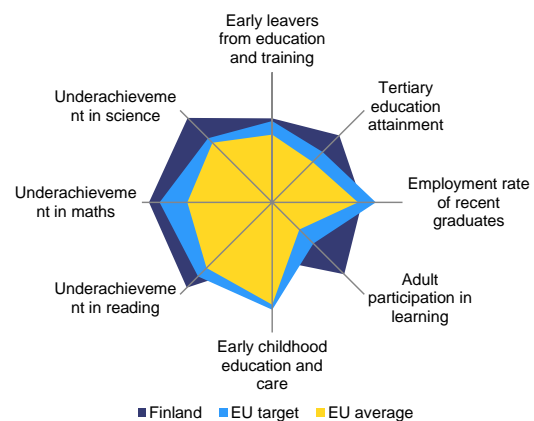 Early leavers
from education
and training
Tertiary
education
attainment
Employment rate
of recent
graduates
Adult
participation in
learning
Early childhood
education and
care
Underachieveme
nt in reading
Underachieveme
nt in maths
Underachieveme
nt in science
Finland EU target EU average